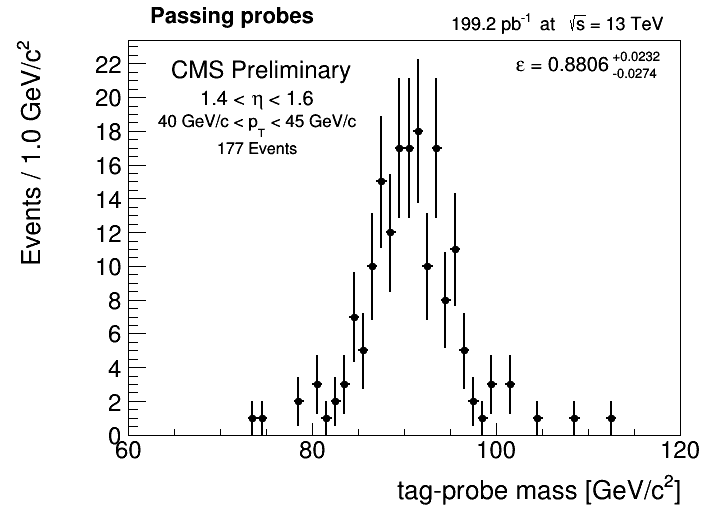 Passing probes
199.2 pb⁻¹ at √s = 13 TeV
CMS Preliminary
ε = 0.8806 +0.0232 -0.0274
1.4 < η < 1.6
40 GeV/c < p_T < 45 GeV/c
177 Events
Events / 1.0 GeV/c²
22
20
18
16
14
12
10
8
6
4
2
0
60 80 100 120
tag-probe mass [GeV/c²]